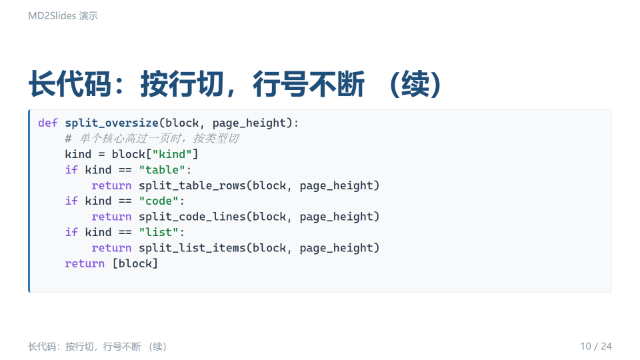 MD2Slides 演示
长代码：按行切，行号不断 （续）
def split_oversize(block, page_height):
    # 单个核心高过一页时，按类型切
    kind = block["kind"]
    if kind == "table":
        return split_table_rows(block, page_height)
    if kind == "code":
        return split_code_lines(block, page_height)
    if kind == "list":
        return split_list_items(block, page_height)
    return [block]
长代码：按行切，行号不断 （续）
10 / 24